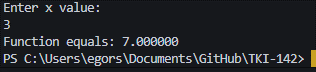 Enter x value:
3
Function equals: 7.000000
PS C:\Users\egors\Documents\GitHub\TKI-142>